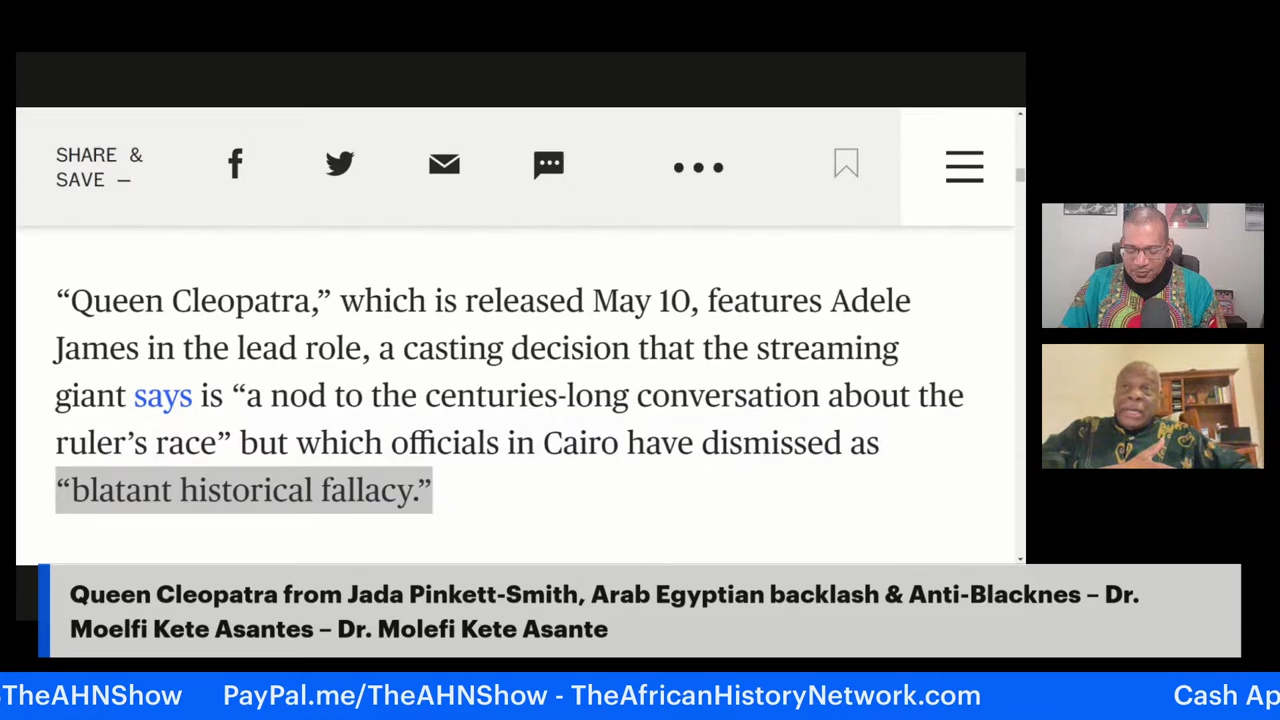 SHARE &
SAVE —
“Queen Cleopatra,” which is released May 10, features Adele
James in the lead role, a casting decision that the streaming
giant says is “a nod to the centuries-long conversation about the
ruler’s race” but which officials in Cairo have dismissed as
“blatant historical fallacy.”
Queen Cleopatra from Jada Pinkett-Smith, Arab Egyptian backlash & Anti-Blacknes – Dr.
Moelfi Kete Asantes – Dr. Molefi Kete Asante
TheAHNShow PayPal.me/TheAHNShow - TheAfricanHistoryNetwork.com Cash Ap